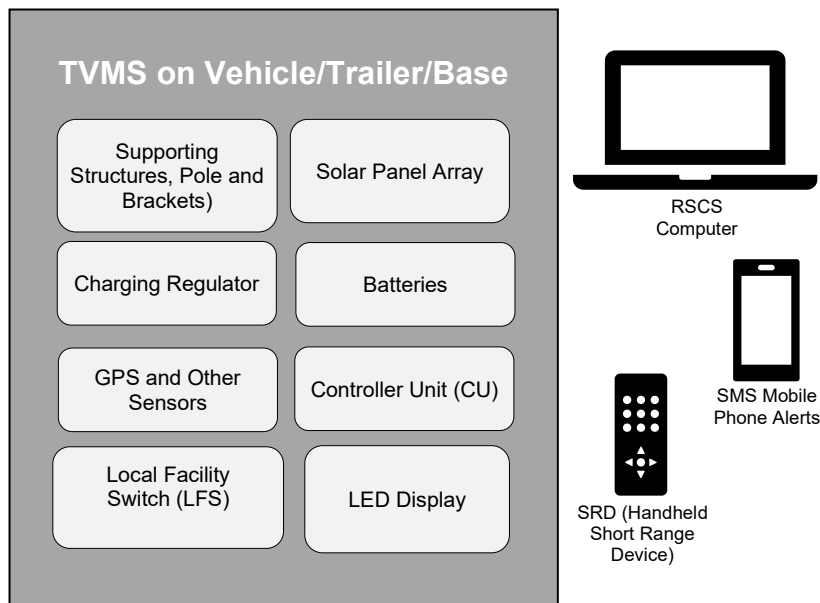 TVMS on Vehicle/Trailer/Base
Supporting
Structures, Pole and
Brackets)
Solar Panel Array
Charging Regulator
Batteries
GPS and Other
Sensors
Controller Unit (CU)
Local Facility
Switch (LFS)
LED Display
RSCS
Computer
SMS Mobile
Phone Alerts
SRD (Handheld
Short Range
Device)